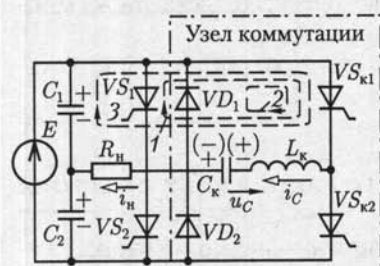 Узел коммутации
VS₁
VSк1
C₁
+
−
3
VD₁
2
1
E
Rн
(−)(+)
+ −
Lк
iн
Cк
uC
iC
VSк2
C₂
+
−
VS₂
VD₂